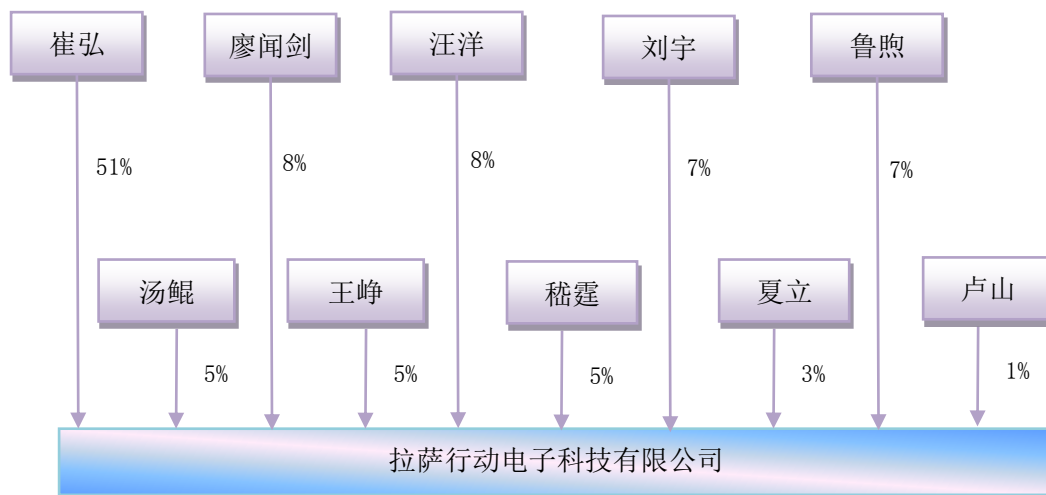 崔弘
廖闻剑
汪洋
刘宇
鲁煦
51%
8%
8%
7%
7%
汤鲲
王峥
嵇霆
夏立
卢山
5%
5%
5%
3%
1%
拉萨行动电子科技有限公司